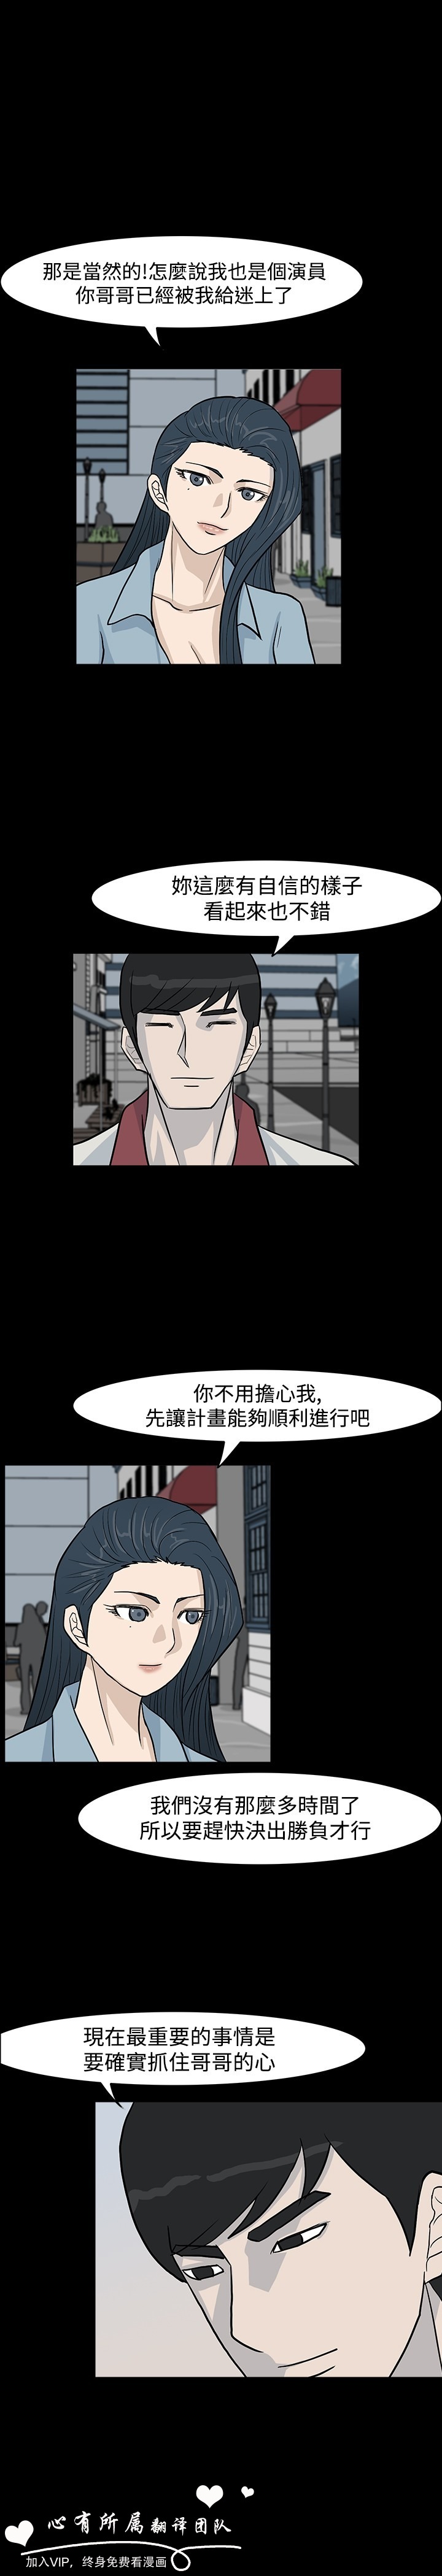 那是當然的!怎麼說我也是個演員
你哥哥已經被我給迷上了
妳這麼有自信的樣子
看起來也不錯
你不用擔心我,
先讓計畫能夠順利進行吧
我們沒有那麼多時間了
所以要趕快決出勝負才行
現在最重要的事情是
要確實抓住哥哥的心
心有所属翻译团队
加入VIP，终身免费看漫画